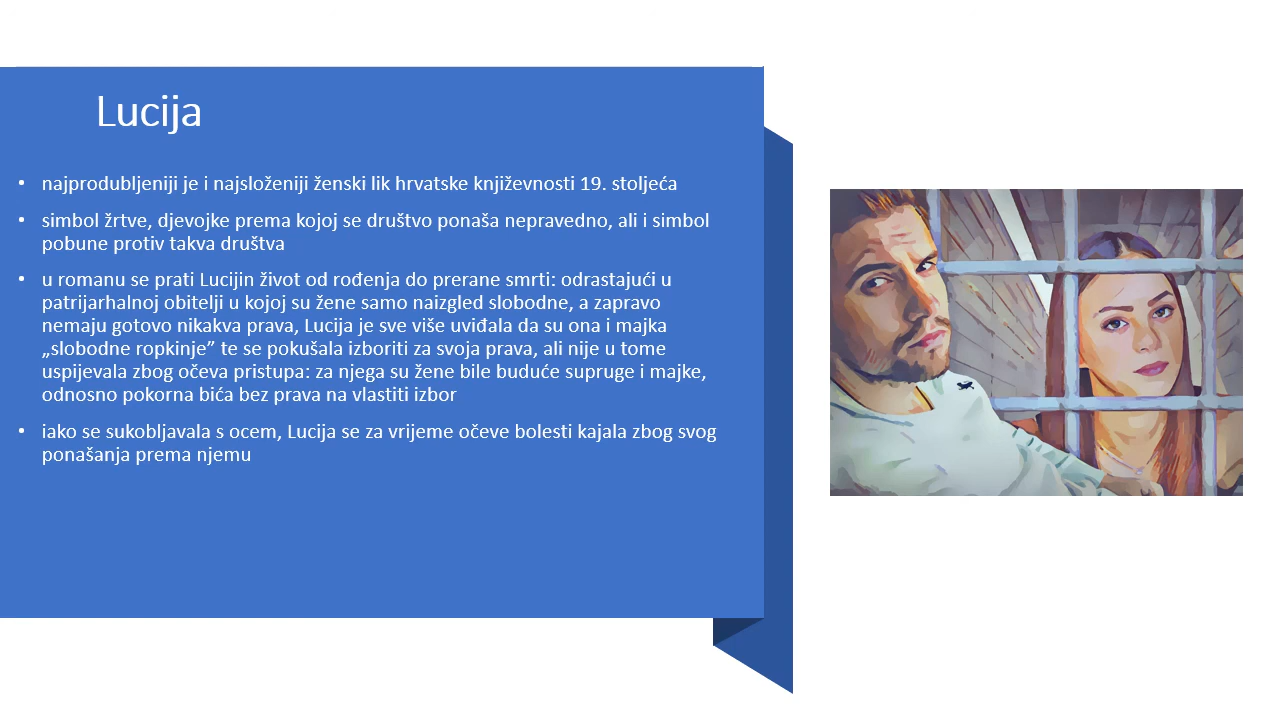 Lucija
• najprodubljeniji je i najsloženiji ženski lik hrvatske književnosti 19. stoljeća
• simbol žrtve, djevojke prema kojoj se društvo ponaša nepravedno, ali i simbol
pobune protiv takva društva
• u romanu se prati Lucijin život od rođenja do prerane smrti: odrastajući u
patrijarhalnoj obitelji u kojoj su žene samo naizgled slobodne, a zapravo
nemaju gotovo nikakva prava, Lucija je sve više uviđala da su ona i majka
„slobodne ropkinje” te se pokušala izboriti za svoja prava, ali nije u tome
uspijevala zbog očeva pristupa: za njega su žene bile buduće supruge i majke,
odnosno pokorna bića bez prava na vlastiti izbor
• iako se sukobljavala s ocem, Lucija se za vrijeme očeve bolesti kajala zbog svog
ponašanja prema njemu